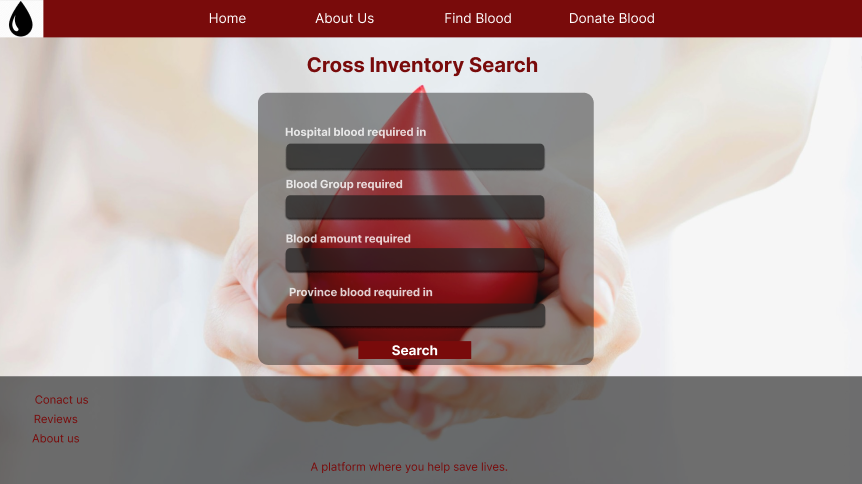 Home About Us Find Blood Donate Blood
Cross Inventory Search
Hospital blood required in
Blood Group required
Blood amount required
Province blood required in
Search
Conact us
Reviews
About us
A platform where you help save lives.